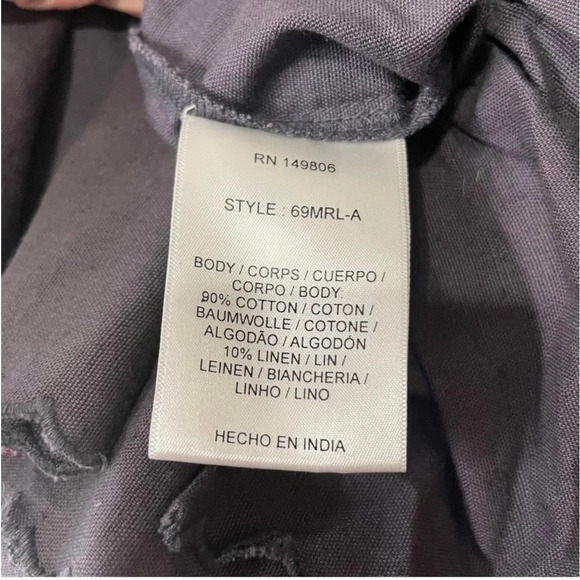 RN 149806
STYLE : 69MRL-A
BODY / CORPS / CUERPO /
CORPO / BODY:
90% COTTON / COTON /
BAUMWOLLE / COTONE /
ALGODÃO / ALGODÓN
10% LINEN / LIN /
LEINEN / BIANCHERIA /
LINHO / LINO
HECHO EN INDIA